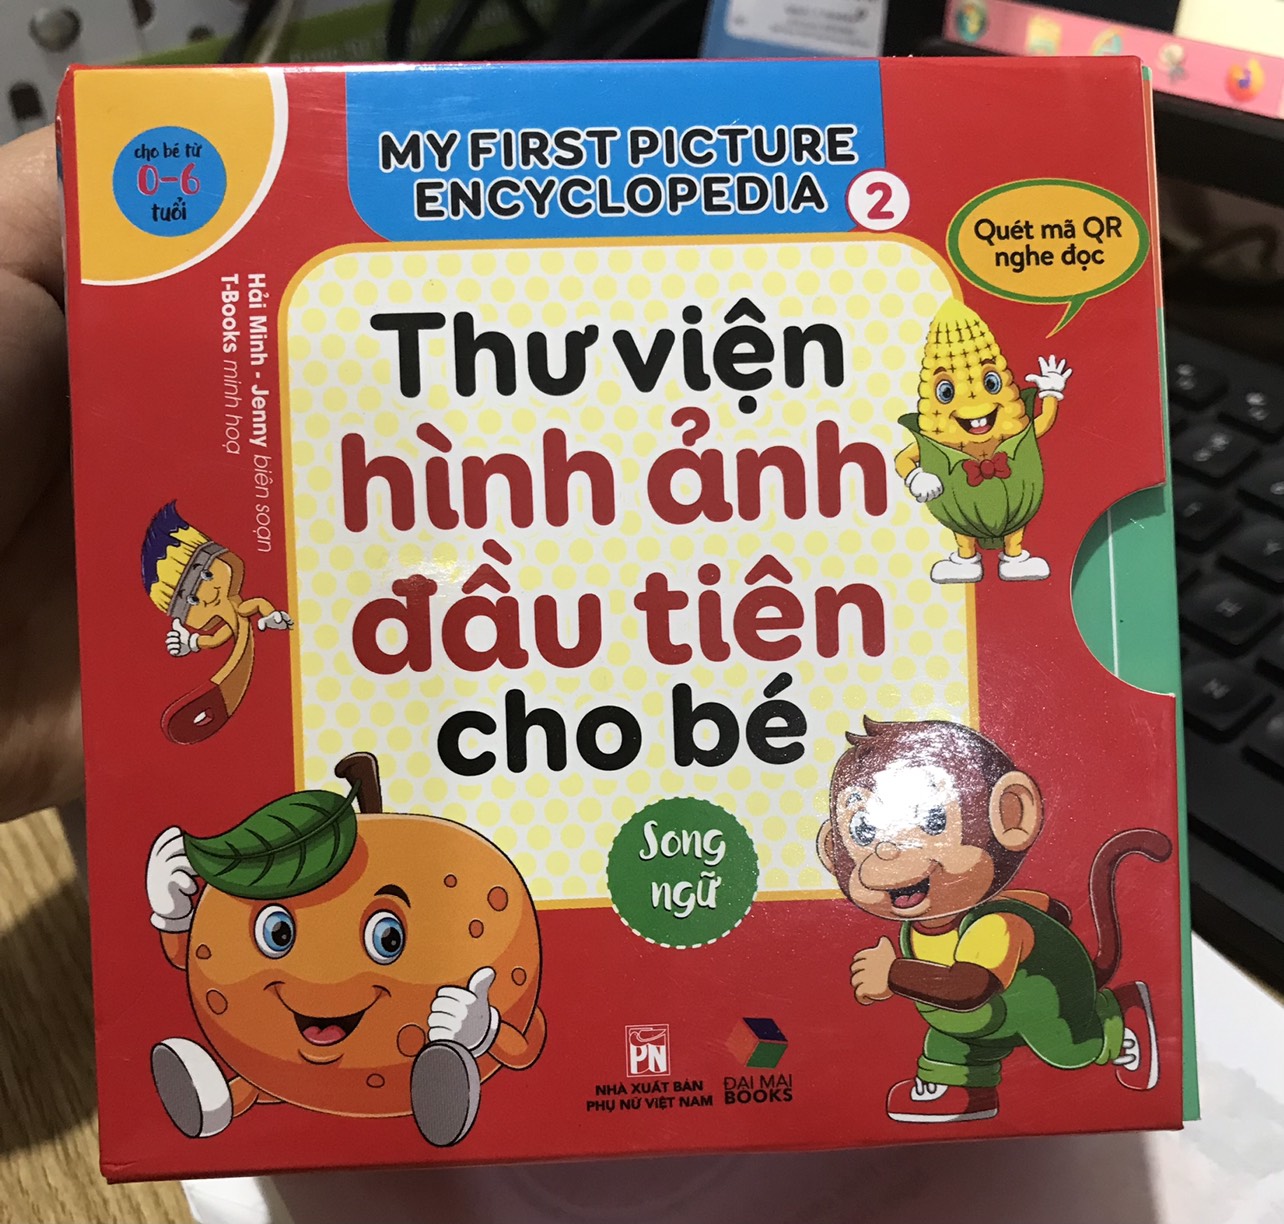 cho bé từ
0-6
tuổi
MY FIRST PICTURE
ENCYCLOPEDIA 2
Quét mã QR
nghe đọc
Hải Minh - Jenny biên soạn
T-Books minh hoạ
Thư viện
hình ảnh
đầu tiên
cho bé
Song
ngữ
PN
NHÀ XUẤT BẢN
PHỤ NỮ VIỆT NAM
ĐẠI MAI
BOOKS